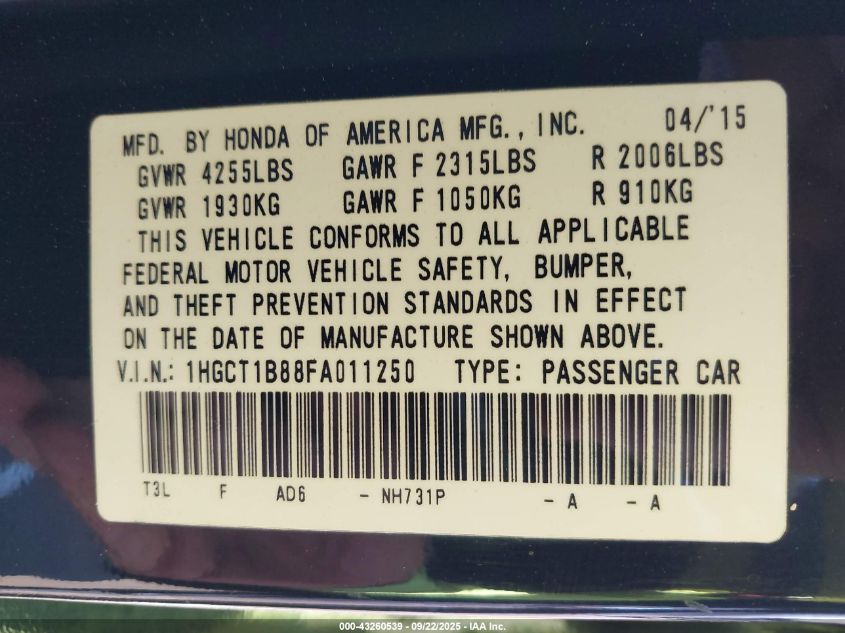 MFD. BY HONDA OF AMERICA MFG., INC. 04/'15
GVWR 4255LBS GAWR F 2315LBS R 2006LBS
GVWR 1930KG GAWR F 1050KG R 910KG
THIS VEHICLE CONFORMS TO ALL APPLICABLE
FEDERAL MOTOR VEHICLE SAFETY, BUMPER,
AND THEFT PREVENTION STANDARDS IN EFFECT
ON THE DATE OF MANUFACTURE SHOWN ABOVE.
V.I.N.: 1HGCT1B88FA011250 TYPE: PASSENGER CAR
T3L F AD6 - NH731P - A - A
000-43260539 - 09/22/2025 - IAA Inc.